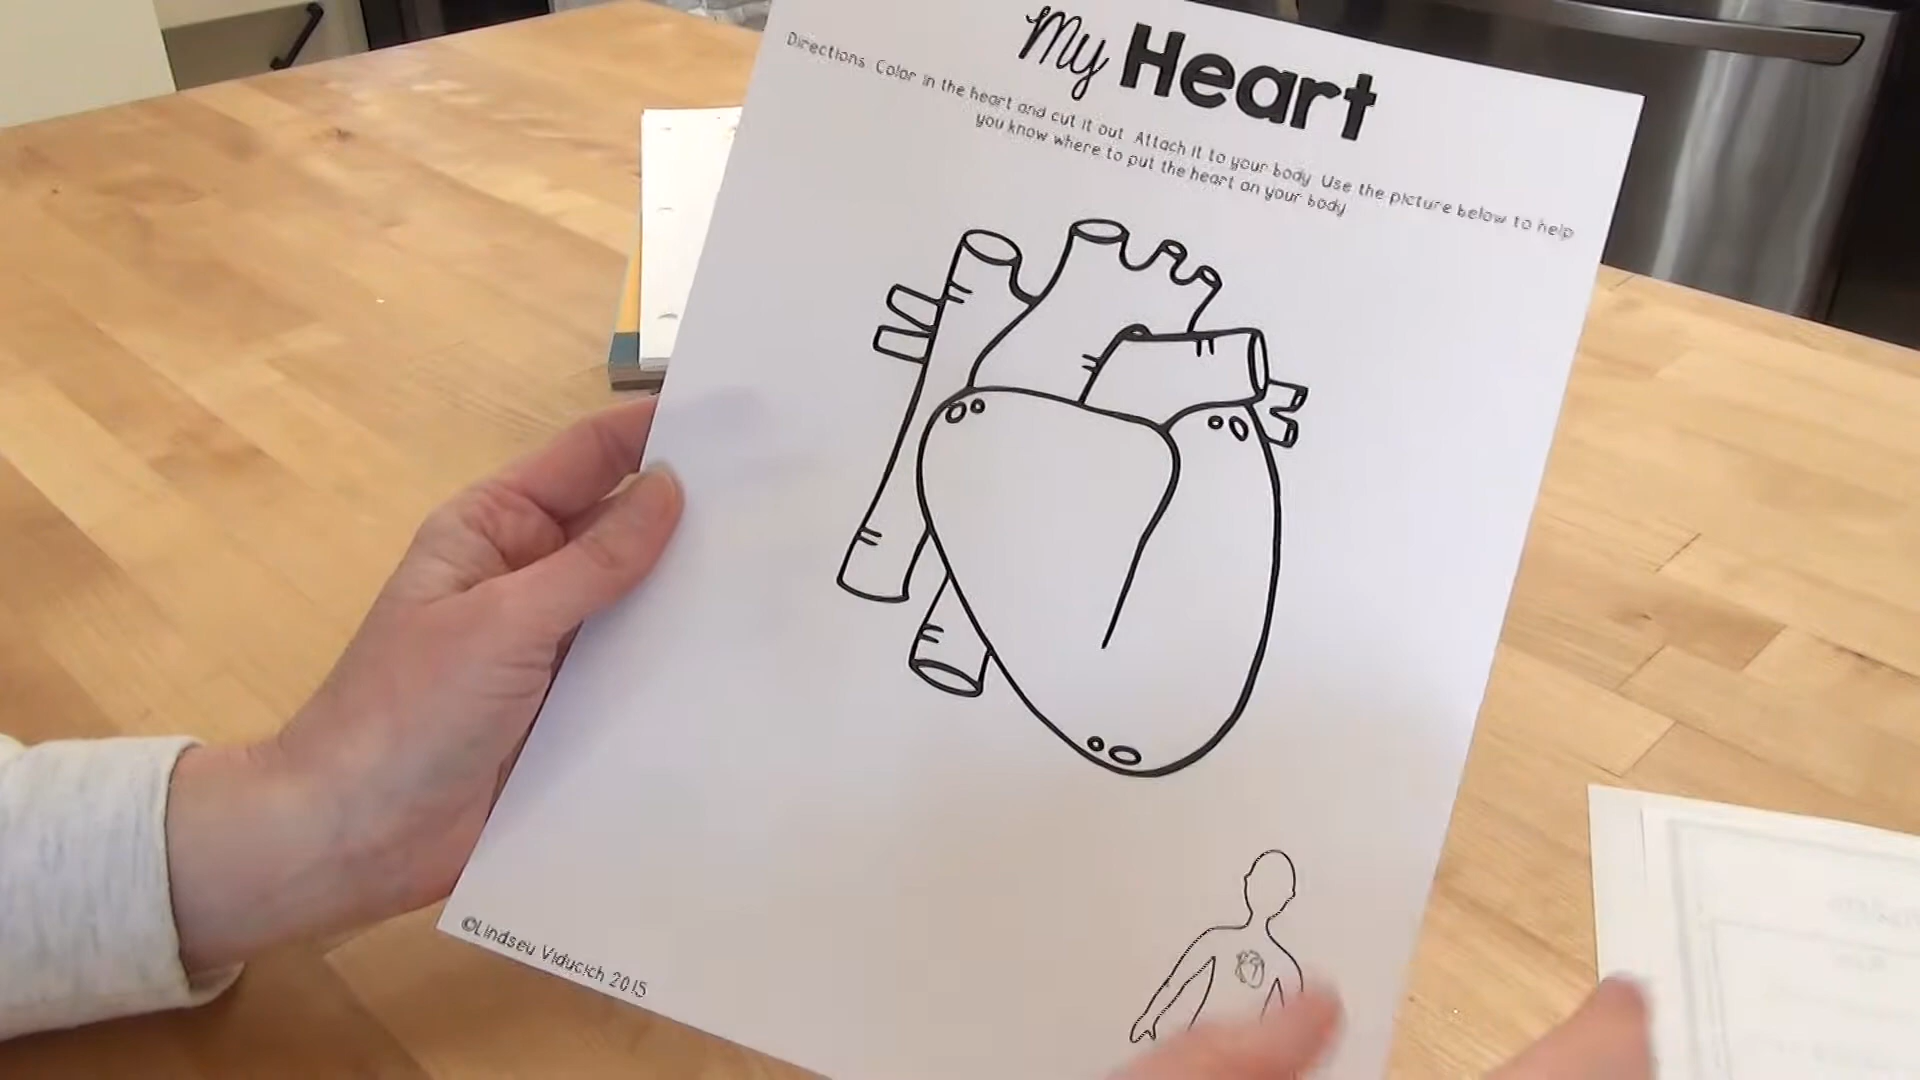 My Heart
Directions: Color in the heart and cut it out. Attach it to your body. Use the picture below to help
you know where to put the heart on your body.
©Lindsey Viducich 2015